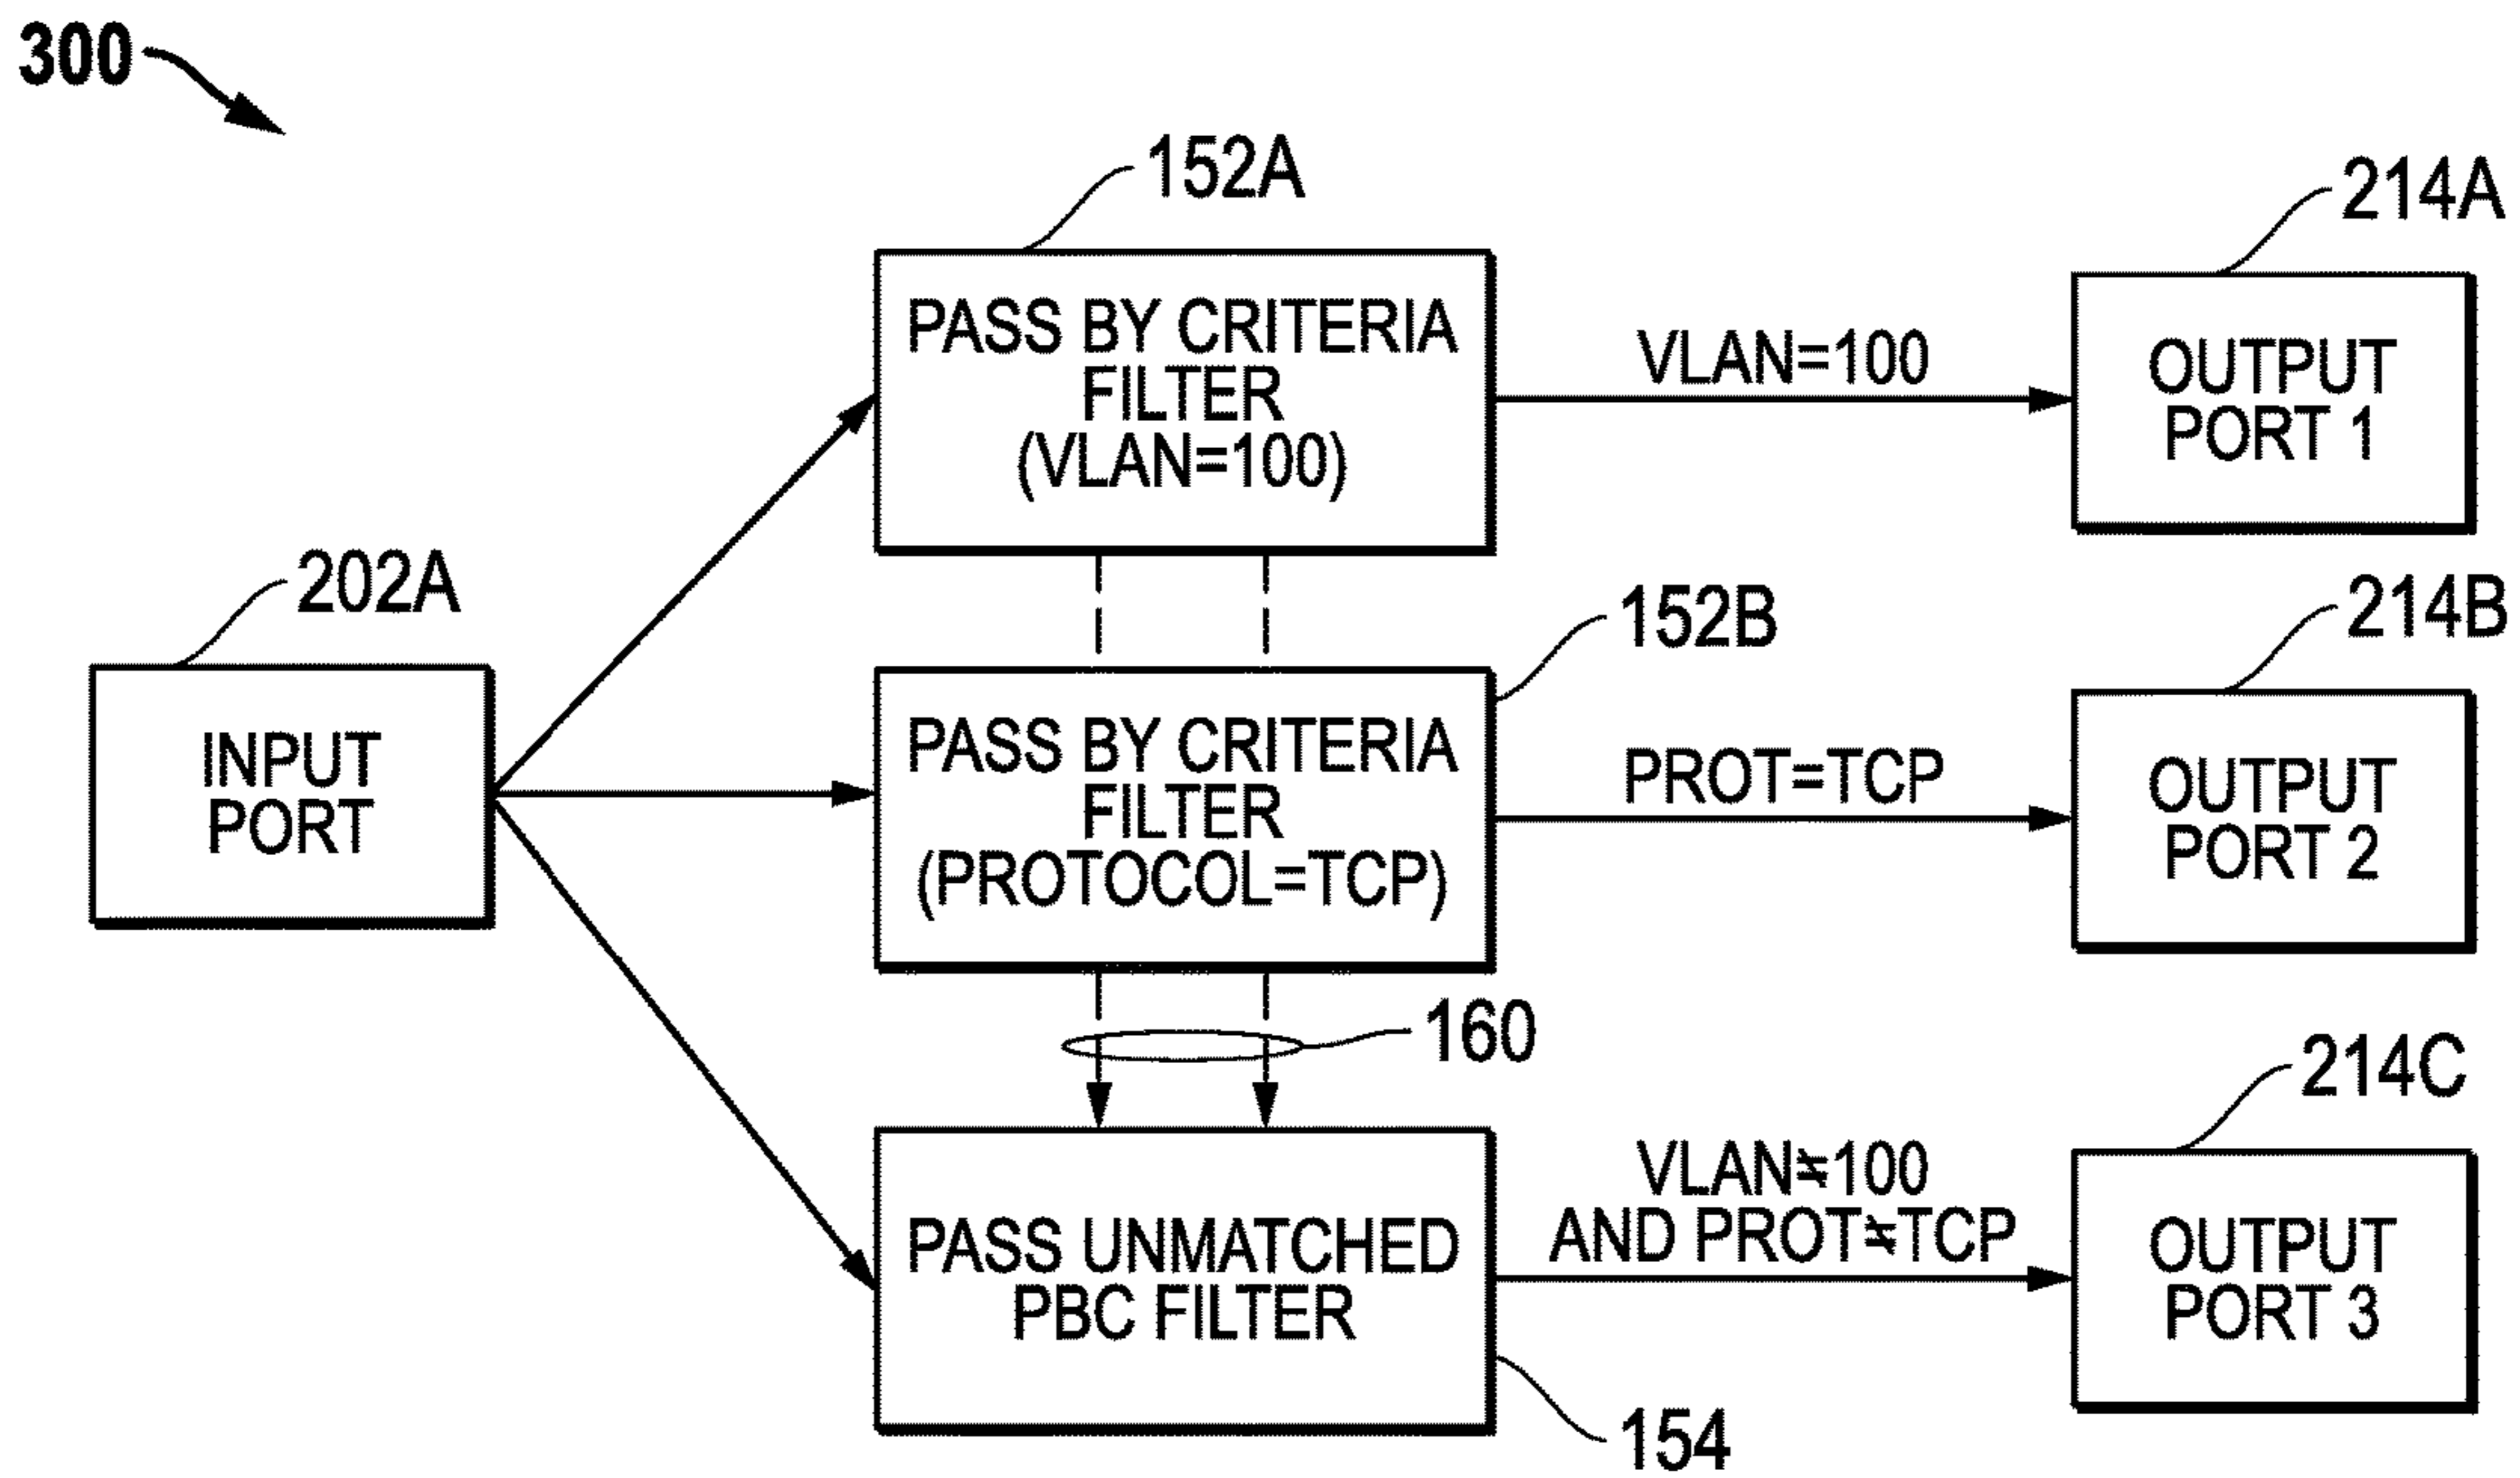 300
152A
214A
PASS BY CRITERIA
FILTER
(VLAN=100)
VLAN=100
OUTPUT
PORT 1
202A
INPUT
PORT
152B
214B
PASS BY CRITERIA
FILTER
(PROTOCOL=TCP)
PROT=TCP
OUTPUT
PORT 2
160
214C
PASS UNMATCHED
PBC FILTER
VLAN≠100
AND PROT≠TCP
OUTPUT
PORT 3
154